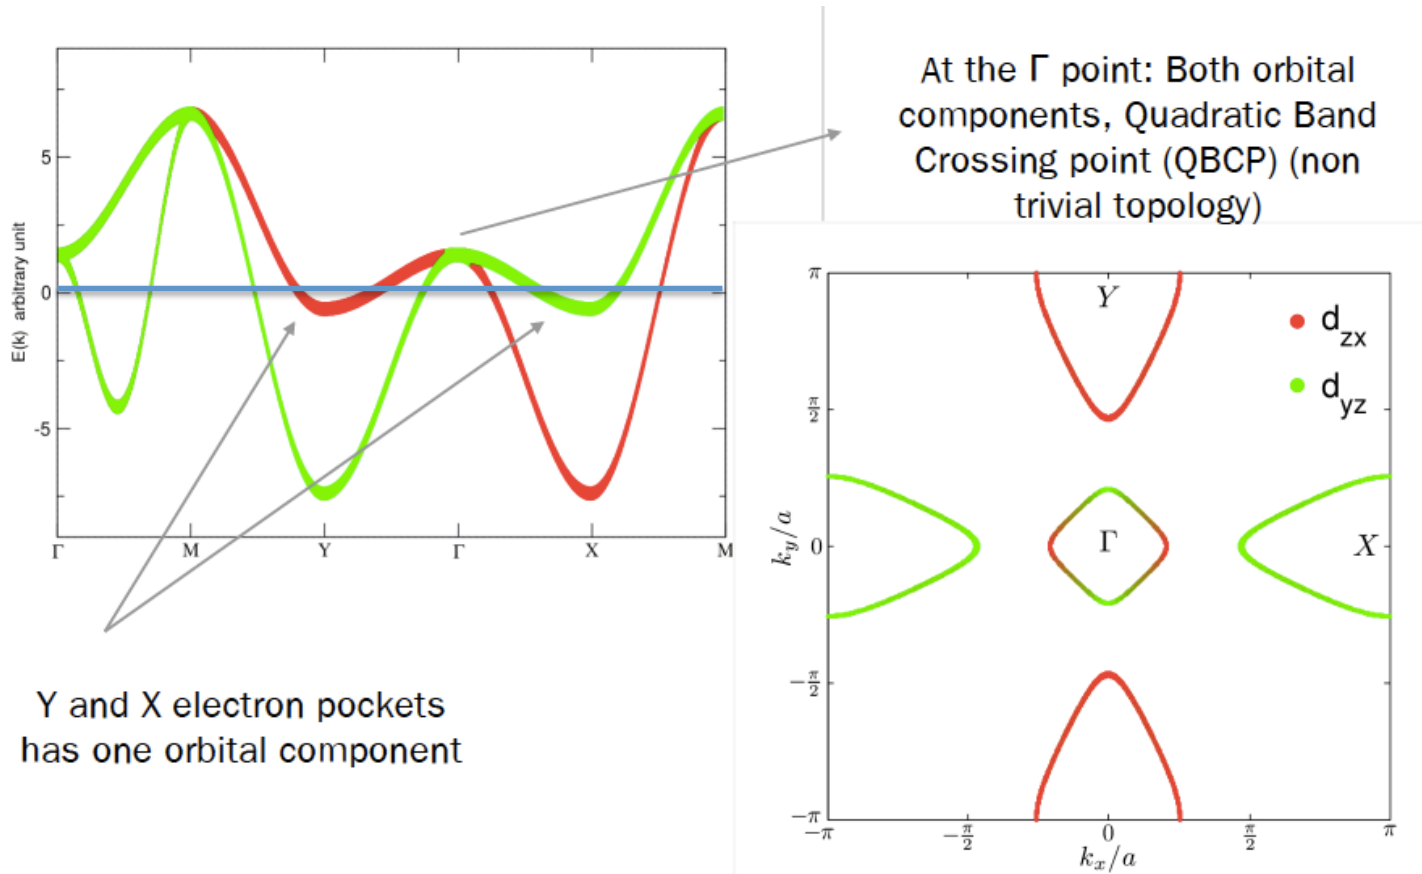 At the Γ point: Both orbital
components, Quadratic Band
Crossing point (QBCP) (non
trivial topology)
E(k) arbitrary unit
5
0
-5
Γ M Y Γ X M
Y and X electron pockets
has one orbital component
π
π/2
0
−π/2
−π
k_y/a
Y
d_zx
d_yz
Γ
X
−π −π/2 0 π/2 π
k_x/a